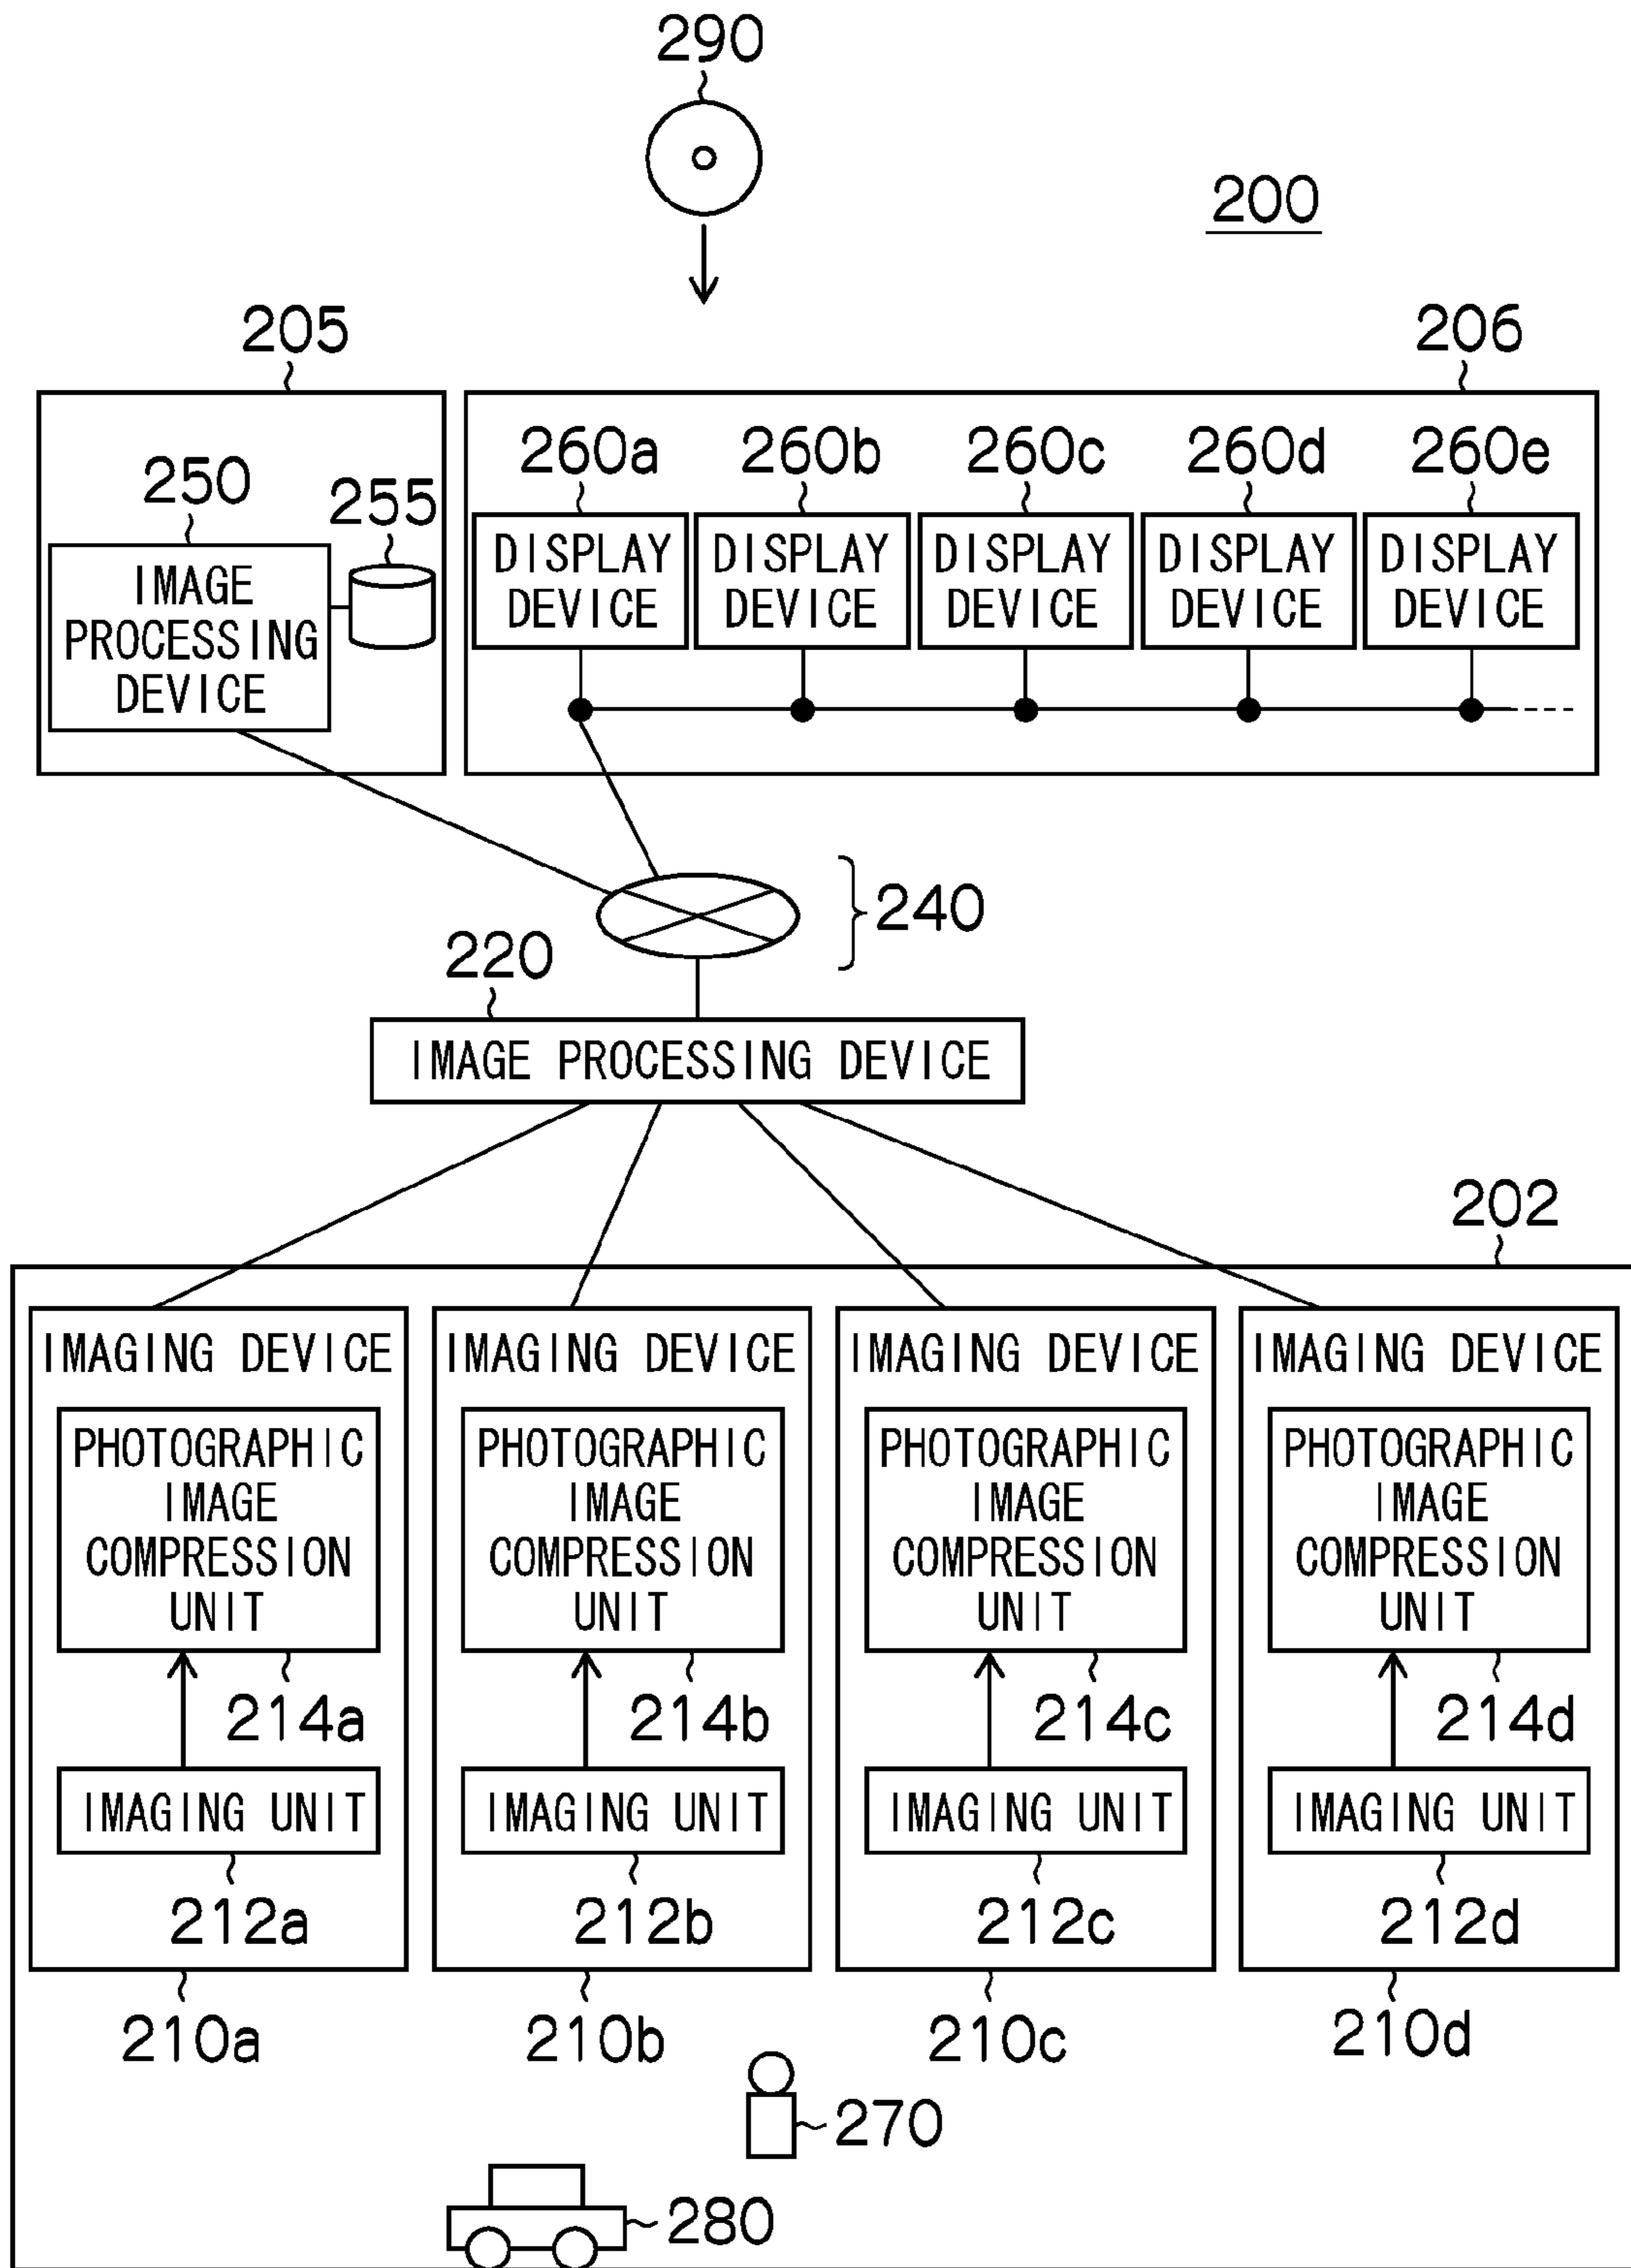 290
200
205
206
250
255
260a
260b
260c
260d
260e
IMAGE
PROCESSING
DEVICE
DISPLAY
DEVICE
DISPLAY
DEVICE
DISPLAY
DEVICE
DISPLAY
DEVICE
DISPLAY
DEVICE
240
220
IMAGE PROCESSING DEVICE
202
IMAGING DEVICE
PHOTOGRAPHIC
IMAGE
COMPRESSION
UNIT
214a
IMAGING UNIT
212a
210a
IMAGING DEVICE
PHOTOGRAPHIC
IMAGE
COMPRESSION
UNIT
214b
IMAGING UNIT
212b
210b
IMAGING DEVICE
PHOTOGRAPHIC
IMAGE
COMPRESSION
UNIT
214c
IMAGING UNIT
212c
210c
IMAGING DEVICE
PHOTOGRAPHIC
IMAGE
COMPRESSION
UNIT
214d
IMAGING UNIT
212d
210d
270
280